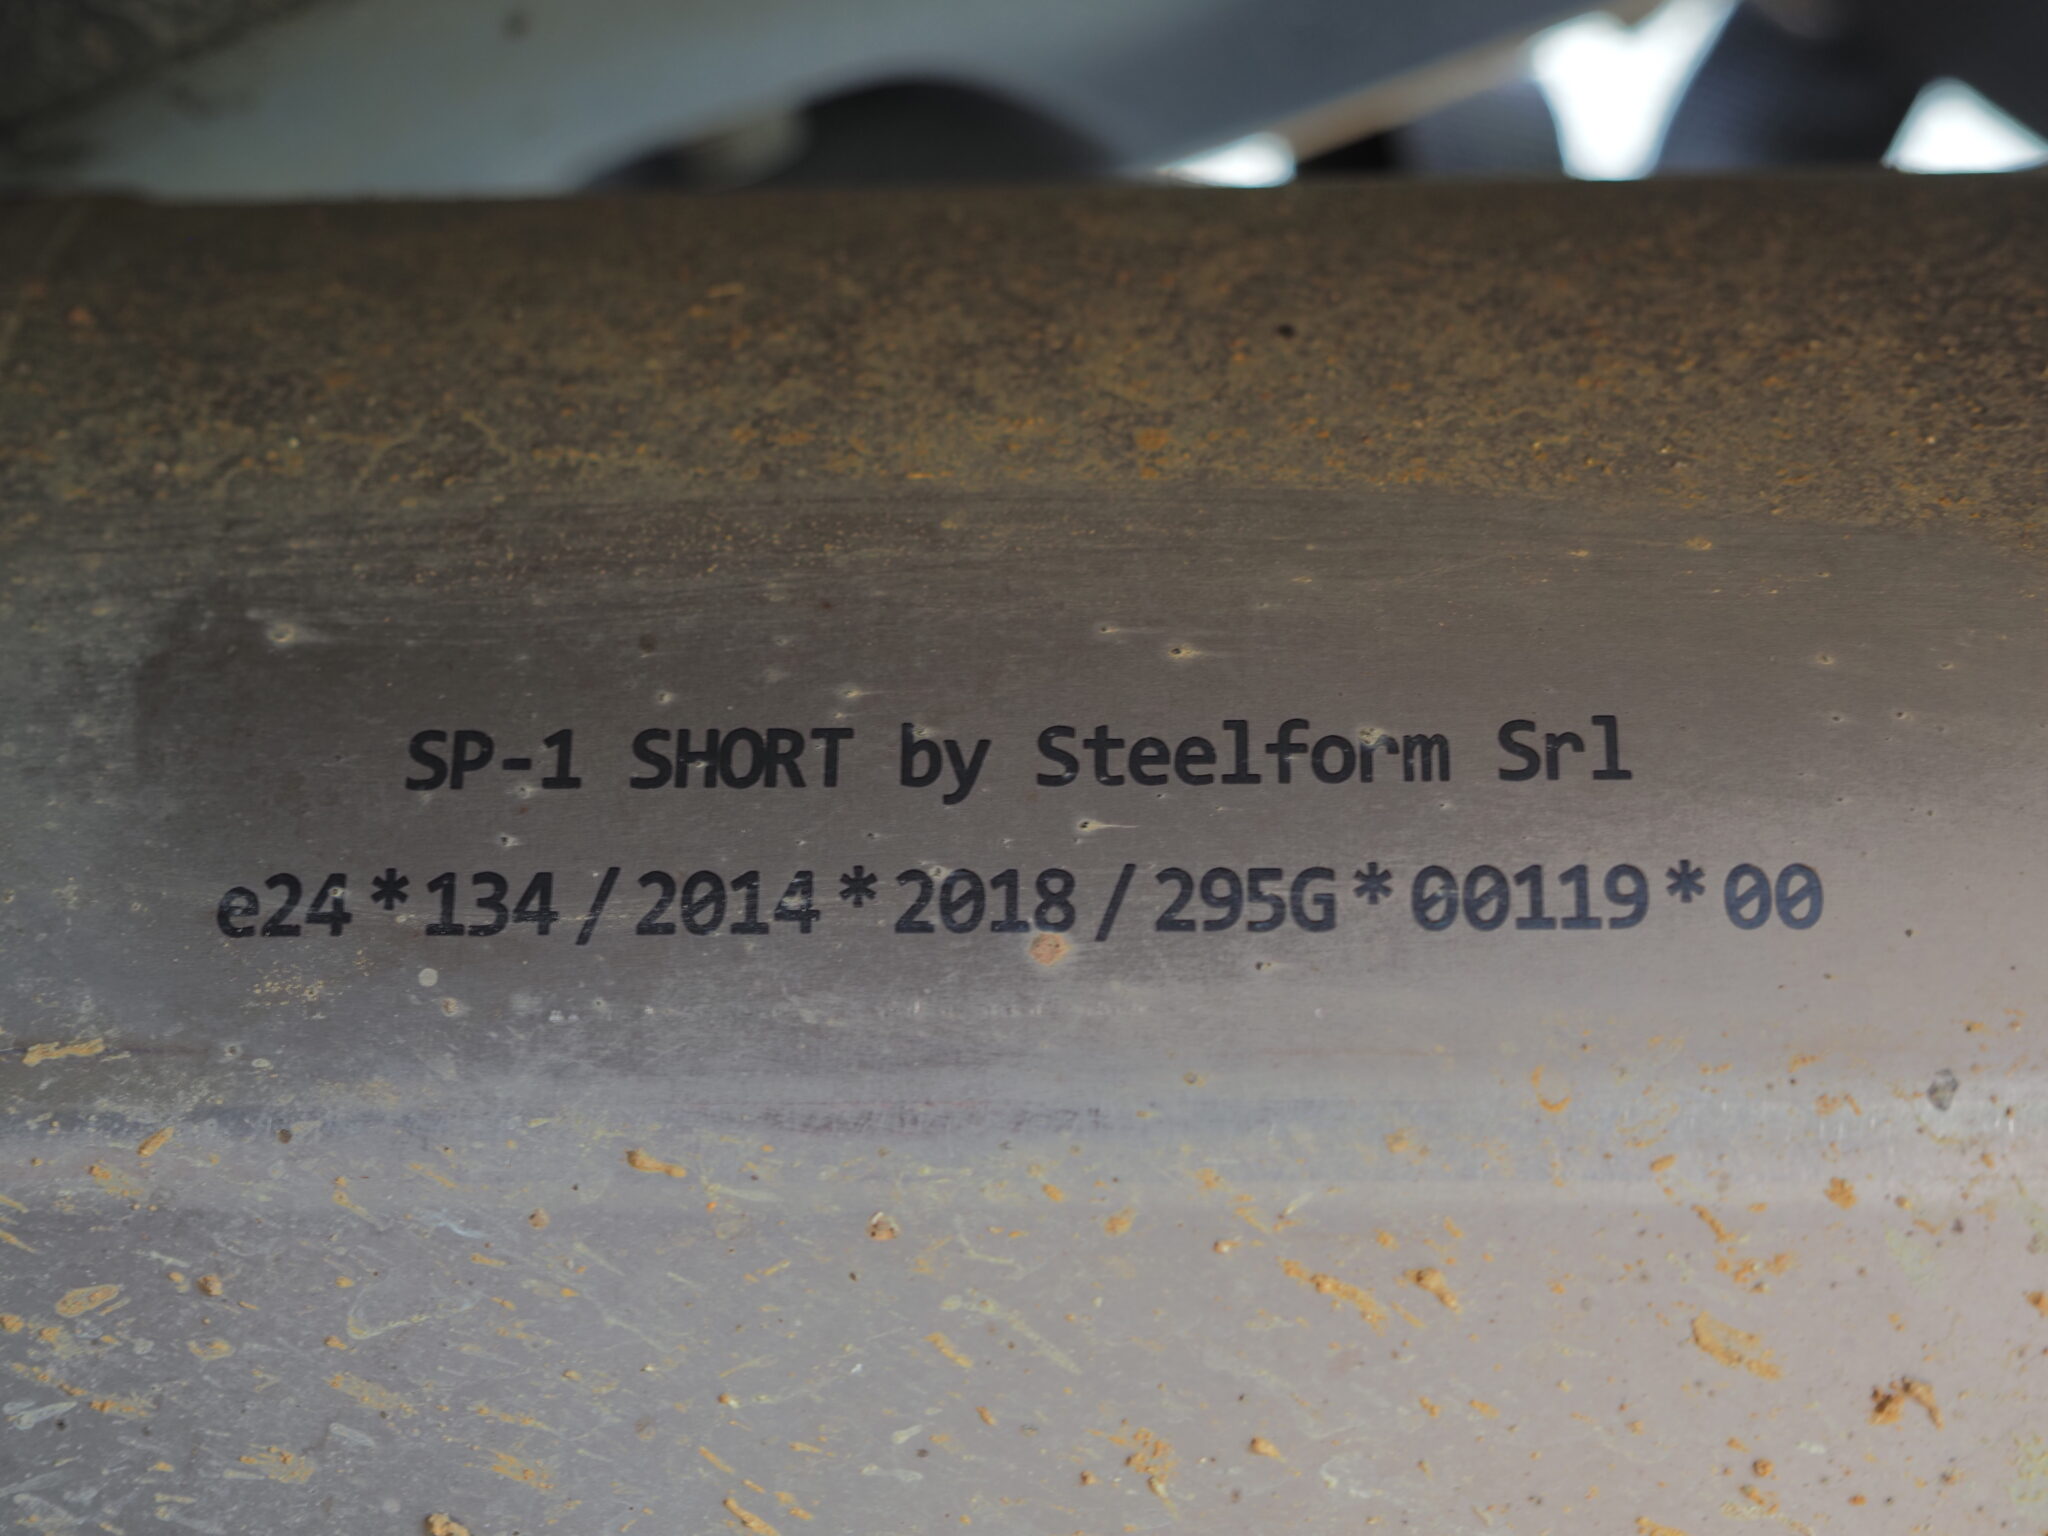 SP-1 SHORT by Steelform Srl
e24*134/2014*2018/295G*00119*00